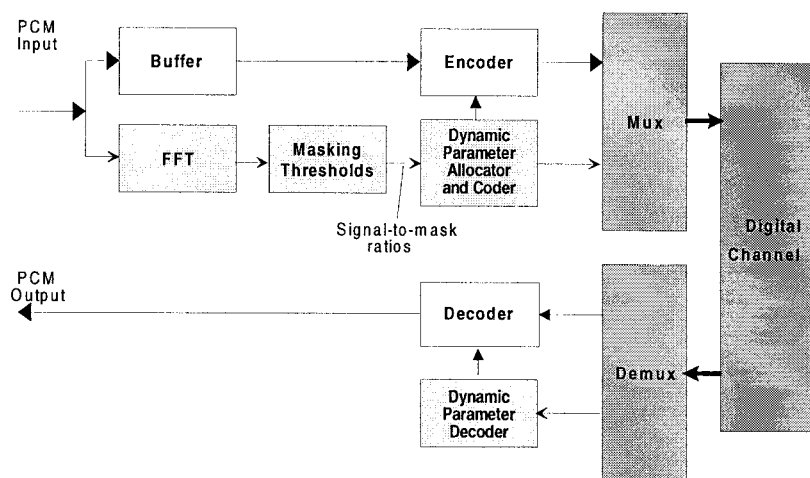 PCM
Input
Buffer
Encoder
Mux
FFT
Masking
Thresholds
Dynamic
Parameter
Allocator
and Coder
Signal-to-mask
ratios
Digital
Channel
PCM
Output
Decoder
Demux
Dynamic
Parameter
Decoder